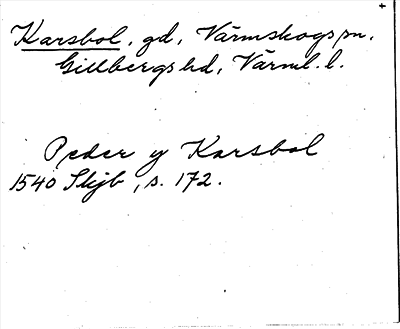 Karsbol, gd, Värmskogs sn,
Gillbergs hd, Värml. l.
Peder y Karsbol
1540 Skjb, s. 172.